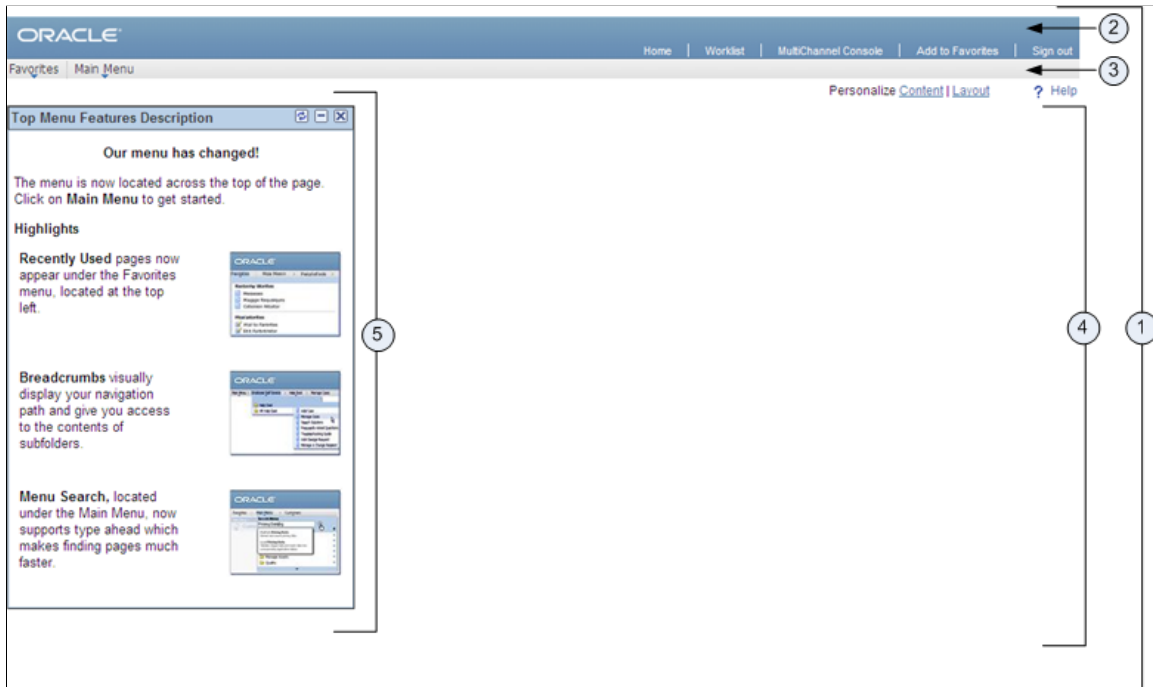 ORACLE
Home | Worklist | MultiChannel Console | Add to Favorites | Sign out
2
Favorites Main Menu
3
Personalize Content | Layout ? Help
Top Menu Features Description
Our menu has changed!
The menu is now located across the top of the page.
Click on Main Menu to get started.
Highlights
Recently Used pages now
appear under the Favorites
menu, located at the top
left.
ORACLE
5
4
1
Breadcrumbs visually
display your navigation
path and give you access
to the contents of
subfolders.
ORACLE
Menu Search, located
under the Main Menu, now
supports type ahead which
makes finding pages much
faster.
ORACLE